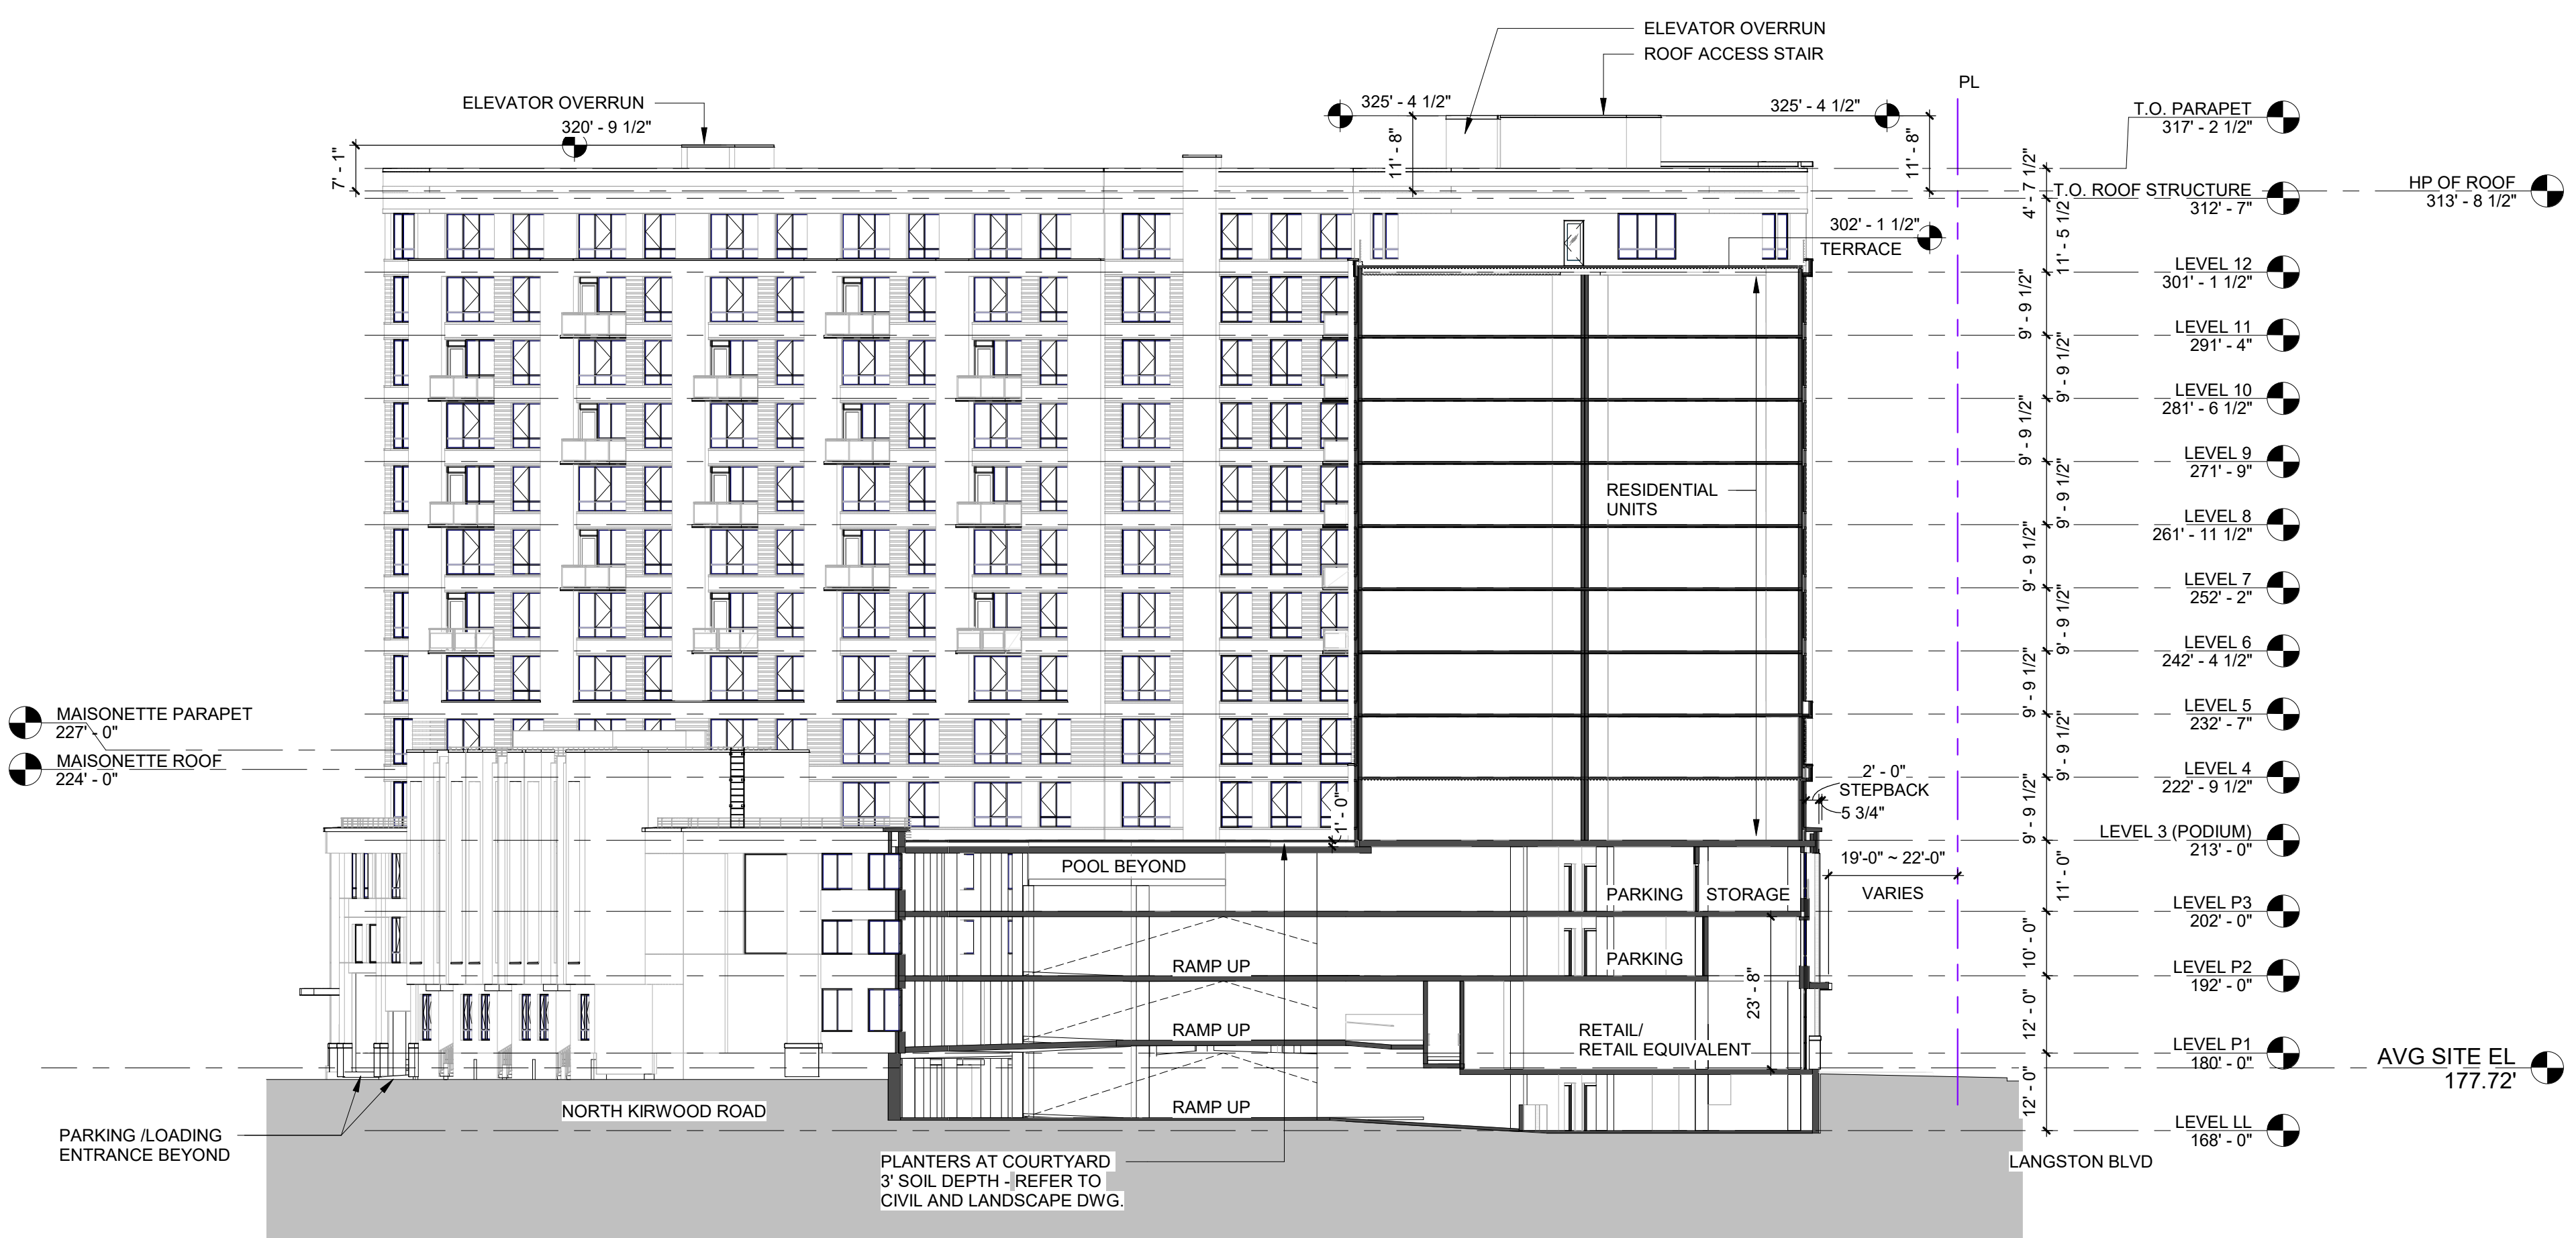 ELEVATOR OVERRUN
ROOF ACCESS STAIR
ELEVATOR OVERRUN
320' - 9 1/2"
7' - 1"
325' - 4 1/2"
325' - 4 1/2"
11' - 8"
11' - 8"
PL
T.O. PARAPET
317' - 2 1/2"
4' - 7 1/2"
T.O. ROOF STRUCTURE
312' - 7"
HP OF ROOF
313' - 8 1/2"
11' - 5 1/2"
302' - 1 1/2"
TERRACE
LEVEL 12
301' - 1 1/2"
9' - 9 1/2"
LEVEL 11
291' - 4"
9' - 9 1/2"
LEVEL 10
281' - 6 1/2"
9' - 9 1/2"
LEVEL 9
271' - 9"
9' - 9 1/2"
LEVEL 8
261' - 11 1/2"
9' - 9 1/2"
LEVEL 7
252' - 2"
9' - 9 1/2"
LEVEL 6
242' - 4 1/2"
9' - 9 1/2"
LEVEL 5
232' - 7"
9' - 9 1/2"
LEVEL 4
222' - 9 1/2"
9' - 9 1/2"
LEVEL 3 (PODIUM)
213' - 0"
11' - 0"
LEVEL P3
202' - 0"
10' - 0"
LEVEL P2
192' - 0"
12' - 0"
LEVEL P1
180' - 0"
12' - 0"
LEVEL LL
168' - 0"
AVG SITE EL
177.72'
RESIDENTIAL
UNITS
MAISONETTE PARAPET
227' - 0"
MAISONETTE ROOF
224' - 0"
2' - 0"
STEPBACK
5 3/4"
1' - 0"
19'-0" ~ 22'-0"
VARIES
POOL BEYOND
PARKING
STORAGE
PARKING
RAMP UP
RAMP UP
RAMP UP
23' - 8"
RETAIL/
RETAIL EQUIVALENT
NORTH KIRWOOD ROAD
PARKING /LOADING
ENTRANCE BEYOND
PLANTERS AT COURTYARD
3' SOIL DEPTH - REFER TO
CIVIL AND LANDSCAPE DWG.
LANGSTON BLVD